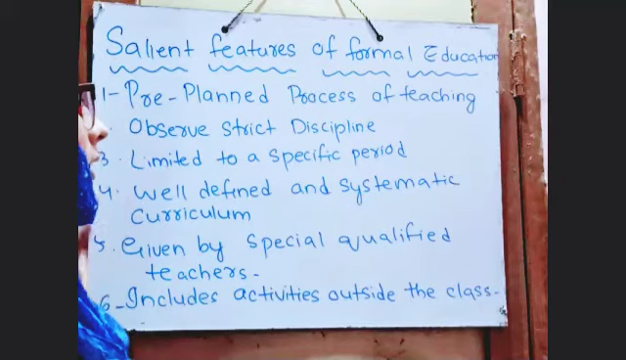 Salient features of formal Education
1- Pre-Planned Process of teaching
Observe strict Discipline
3. Limited to a specific period
4. Well defined and systematic
Curriculum
5. Given by special qualified
teachers-
6-Includes activities outside the class-